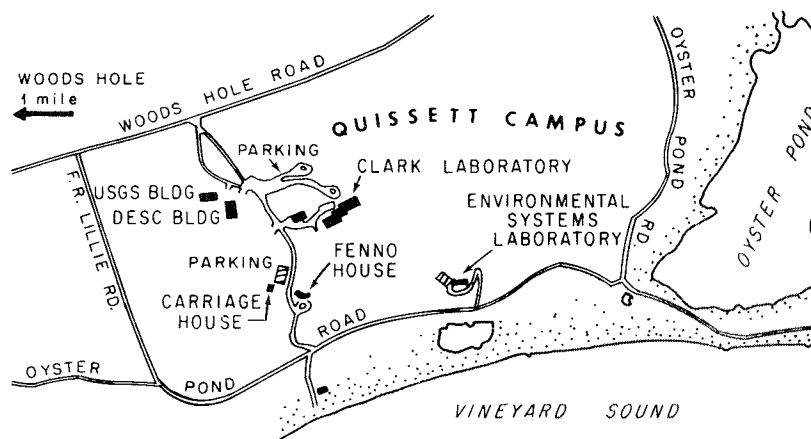 WOODS HOLE
1 mile
WOODS HOLE ROAD
QUISSETT CAMPUS
OYSTER POND RD
OYSTER POND
PARKING
CLARK LABORATORY
USGS BLDG
DESC BLDG
ENVIRONMENTAL
SYSTEMS
LABORATORY
F.R. LILLIE RD.
PARKING
FENNO
HOUSE
CARRIAGE
HOUSE
OYSTER POND ROAD
VINEYARD SOUND